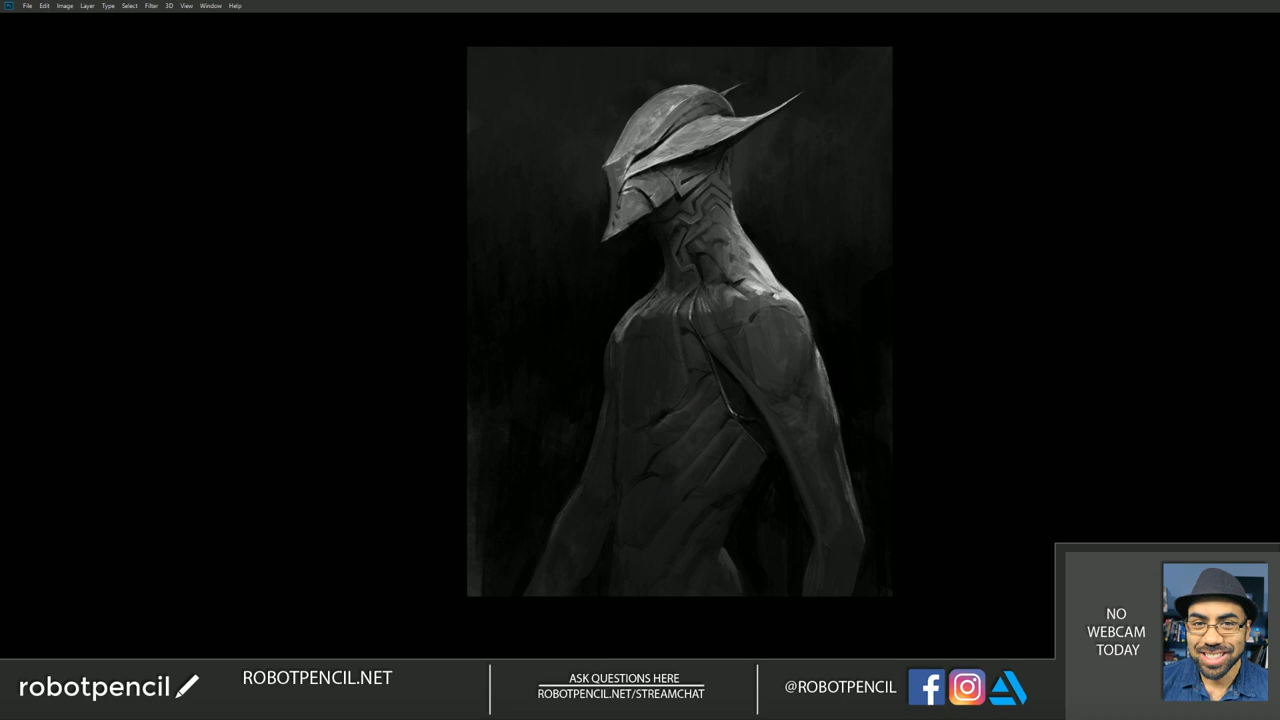 File Edit Image Layer Type Select Filter 3D View Window Help
NO
WEBCAM
TODAY
robotpencil
ROBOTPENCIL.NET
ASK QUESTIONS HERE
ROBOTPENCIL.NET/STREAMCHAT
@ROBOTPENCIL